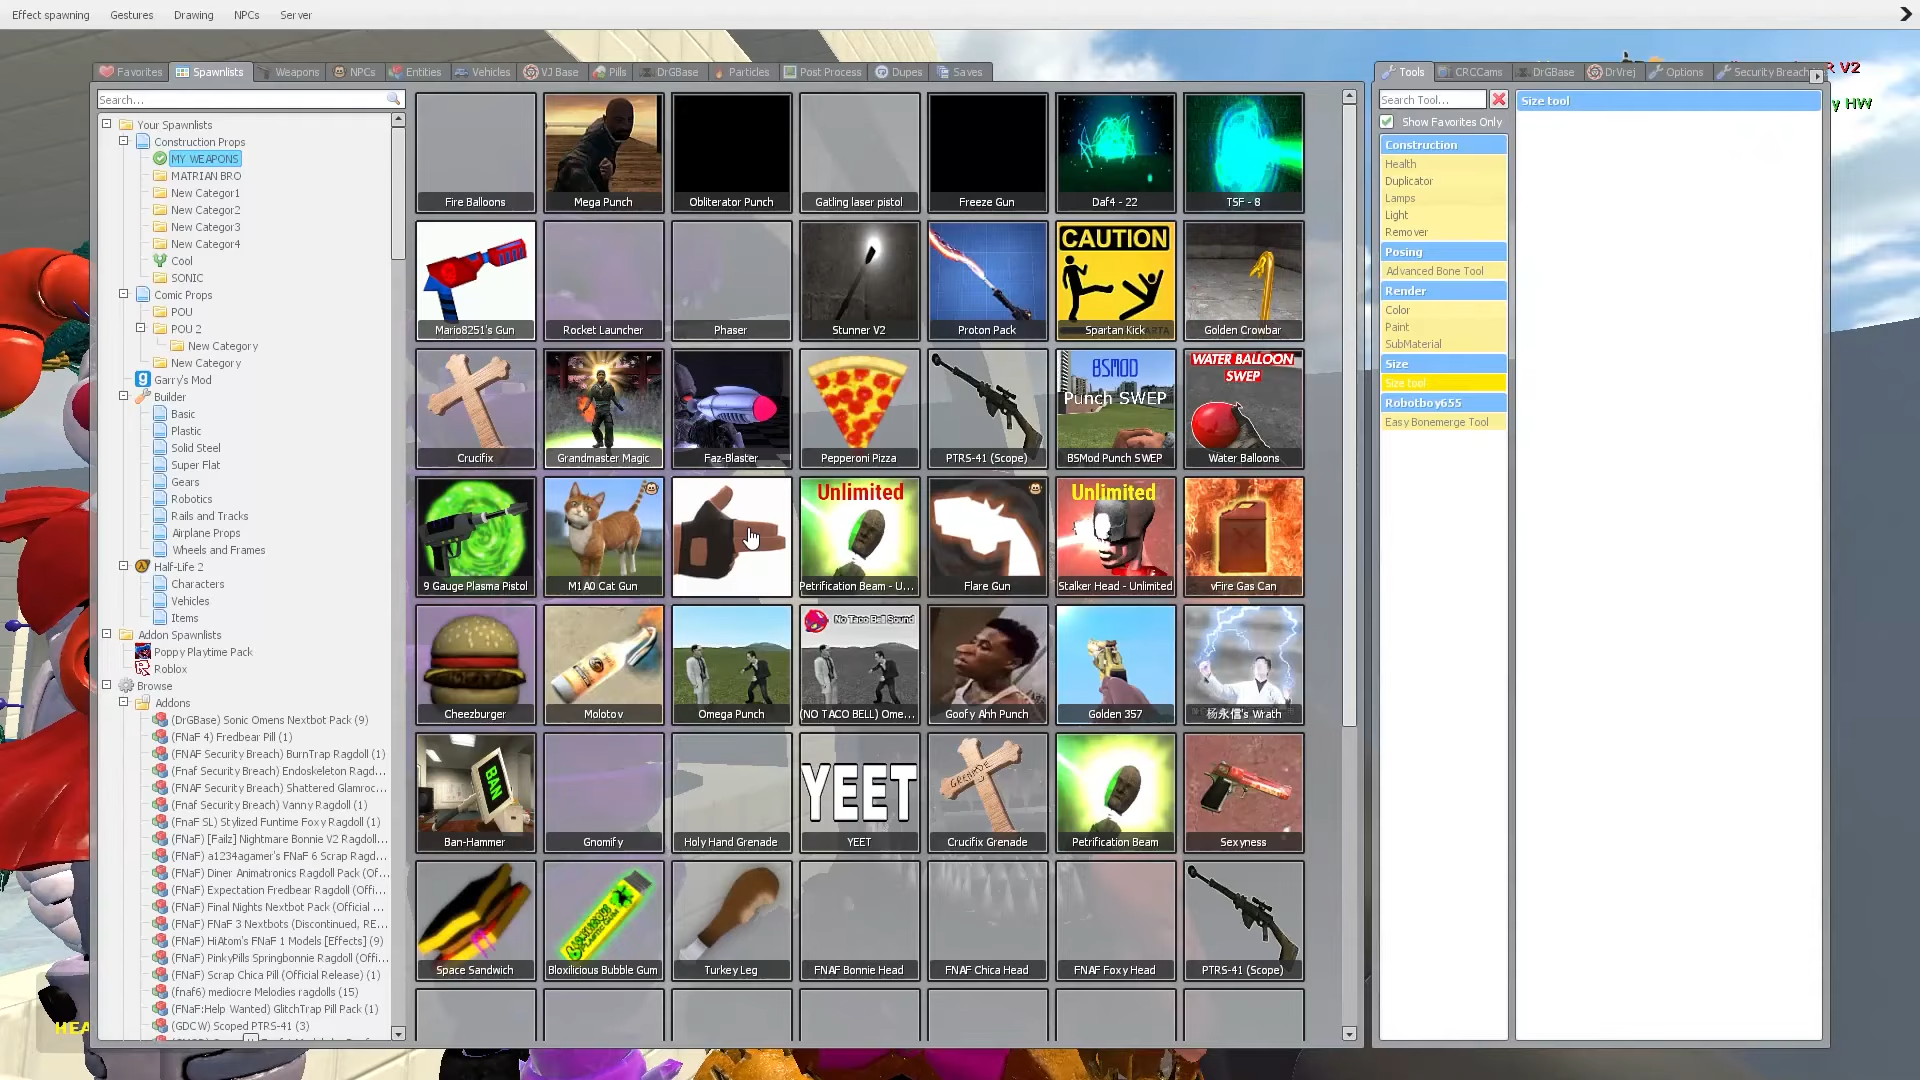 Effect spawning Gestures Drawing NPCs Server
Favorites Spawnlists Weapons NPCs Entities Vehicles VJ Base Pills DrGBase Particles Post Process Dupes Saves
Tools CRCCams DrGBase DrVrej Options Security Breach
R V2
y HW
Search...
Your Spawnlists
Construction Props
MY WEAPONS
MATRIAN BRO
New Categor1
New Categor2
New Categor3
New Categor4
Cool
SONIC
Comic Props
POU
POU 2
New Category
New Category
Garry's Mod
Builder
Basic
Plastic
Solid Steel
Super Flat
Gears
Robotics
Rails and Tracks
Airplane Props
Wheels and Frames
Half-Life 2
Characters
Vehicles
Items
Addon Spawnlists
Poppy Playtime Pack
Roblox
Browse
Addons
(DrGBase) Sonic Omens Nextbot Pack (9)
(FNaF 4) Fredbear Pill (1)
(FNAF Security Breach) BurnTrap Ragdoll (1)
(Fnaf Security Breach) Endoskeleton Ragd...
(FNAF Security Breach) Shattered Glamroc...
(Fnaf Security Breach) Vanny Ragdoll (1)
(FnaF SL) Stylized Funtime Foxy Ragdoll (1)
(FNaF) [Failz] Nightmare Bonnie V2 Ragdoll...
(FNaF) a1234agamer's FNaF 6 Scrap Ragd...
(FNaF) Diner Animatronics Ragdoll Pack (Of...
(FNaF) Expectation Fredbear Ragdoll (Offi...
(FNaF) Final Nights Nextbot Pack (Official ...
(FNaF) FNaF 3 Nextbots (Discontinued, RE...
(FNaF) HiAtom's FNaF 1 Models [Effects] (9)
(FNaF) PinkyPills Springbonnie Ragdoll (Offi...
(FNaF) Scrap Chica Pill (Official Release) (1)
(fnaf6) mediocre Melodies ragdolls (15)
(FNaF:Help Wanted) GlitchTrap Pill Pack (1)
(GDCW) Scoped PTRS-41 (3)
HEA
Fire Balloons
Mega Punch
Obliterator Punch
Gatling laser pistol
Freeze Gun
Daf4 - 22
TSF - 8
Mario8251's Gun
Rocket Launcher
Phaser
Stunner V2
Proton Pack
CAUTION
Spartan Kick
Golden Crowbar
Crucifix
Grandmaster Magic
Faz-Blaster
Pepperoni Pizza
PTRS-41 (Scope)
BSMOD
Punch SWEP
BSMod Punch SWEP
WATER BALLOON
SWEP
Water Balloons
9 Gauge Plasma Pistol
M1A0 Cat Gun
Unlimited
Petrification Beam - U...
Flare Gun
Unlimited
Stalker Head - Unlimited
vFire Gas Can
Cheezburger
Molotov
Omega Punch
No Taco Bell Sound
(NO TACO BELL) Ome...
Goofy Ahh Punch
Golden 357
杨永信's Wrath
BAN
Ban-Hammer
Gnomify
Holy Hand Grenade
YEET
YEET
GRENADE
Crucifix Grenade
Petrification Beam
Sexyness
Space Sandwich
Bloxilicious Bubble Gum
Turkey Leg
FNAF Bonnie Head
FNAF Chica Head
FNAF Foxy Head
PTRS-41 (Scope)
Search Tool...
Show Favorites Only
Construction
Health
Duplicator
Lamps
Light
Remover
Posing
Advanced Bone Tool
Render
Color
Paint
SubMaterial
Size
Size tool
Robotboy655
Easy Bonemerge Tool
Size tool